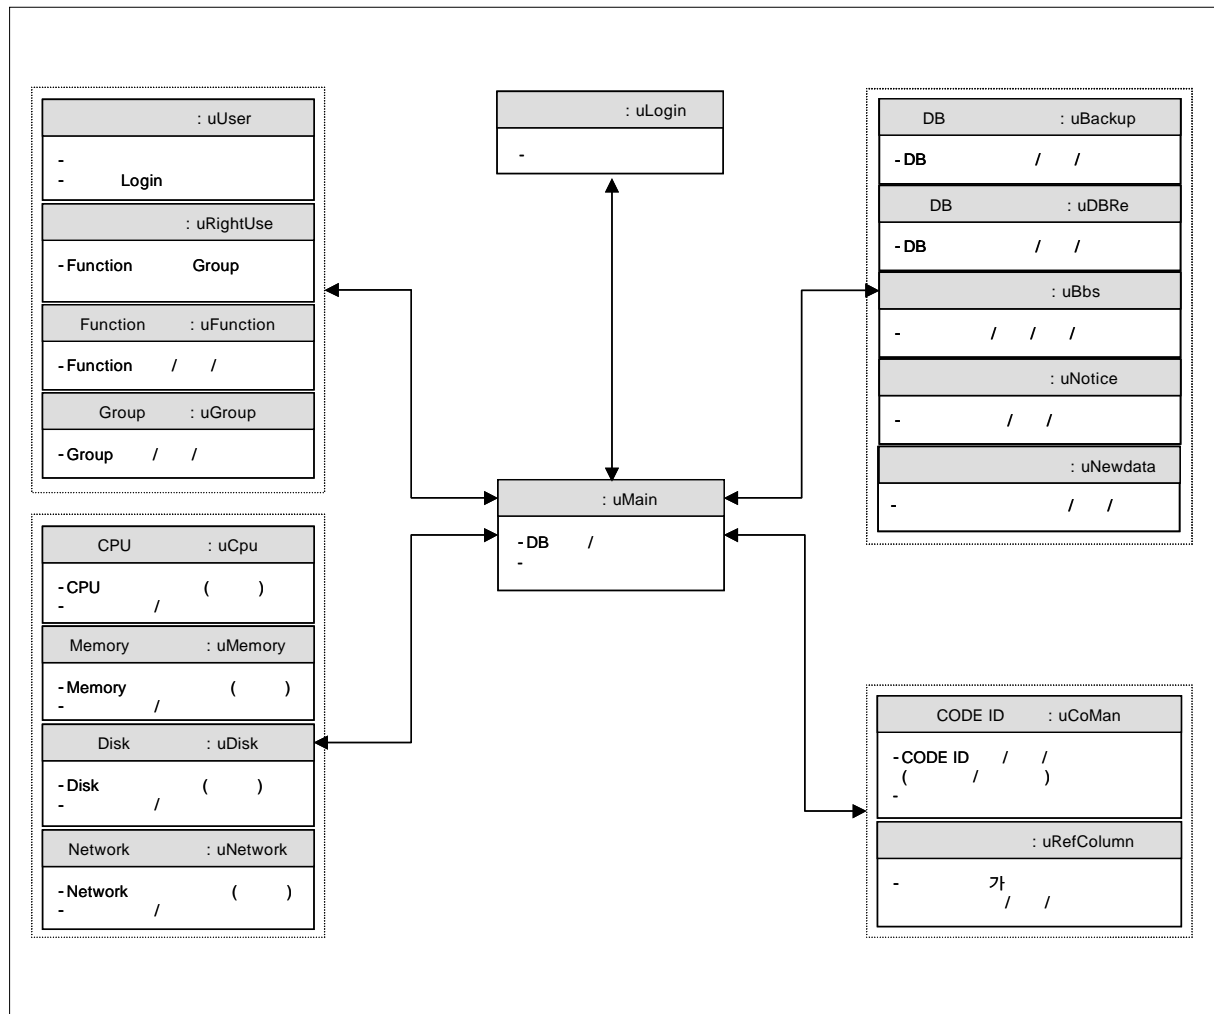 : uUser
-
- Login
: uRightUse
-Function Group
Function : uFunction
-Function / /
Group : uGroup
-Group / /
CPU : uCpu
-CPU ( )
- /
Memory : uMemory
-Memory ( )
- /
Disk : uDisk
-Disk ( )
- /
Network : uNetwork
-Network ( )
- /
: uLogin
-
: uMain
-DB /
-
DB : uBackup
-DB / /
DB : uDBRe
-DB / /
: uBbs
- / / /
: uNotice
- / /
: uNewdata
- / /
CODE ID : uCoMan
-CODE ID / /
( / )
-
: uRefColumn
- 가
/ /